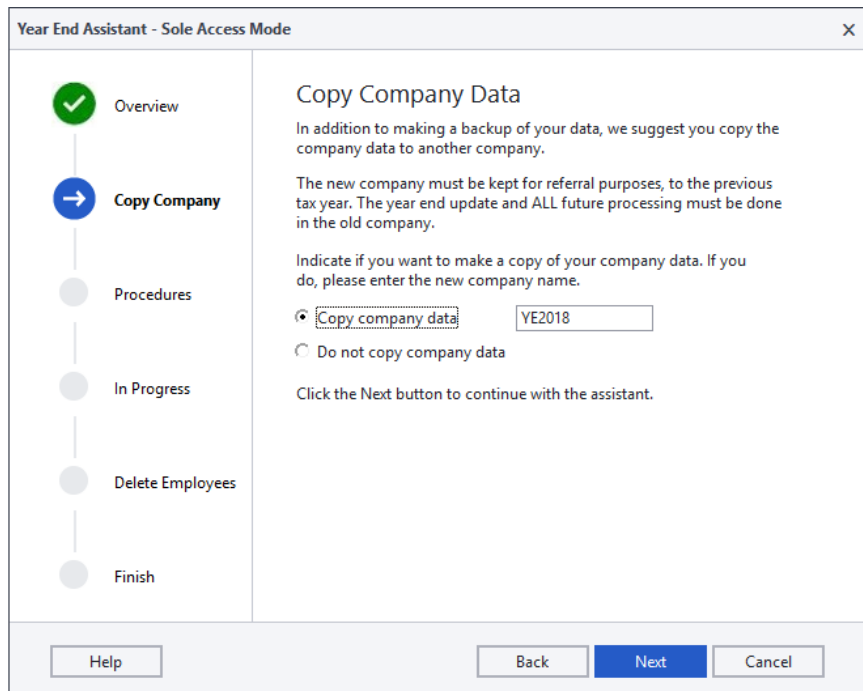 Year End Assistant - Sole Access Mode
Overview
Copy Company
Procedures
In Progress
Delete Employees
Finish
Copy Company Data
In addition to making a backup of your data, we suggest you copy the
company data to another company.
The new company must be kept for referral purposes, to the previous
tax year. The year end update and ALL future processing must be done
in the old company.
Indicate if you want to make a copy of your company data. If you
do, please enter the new company name.
Copy company data YE2018
Do not copy company data
Click the Next button to continue with the assistant.
Help Back Next Cancel